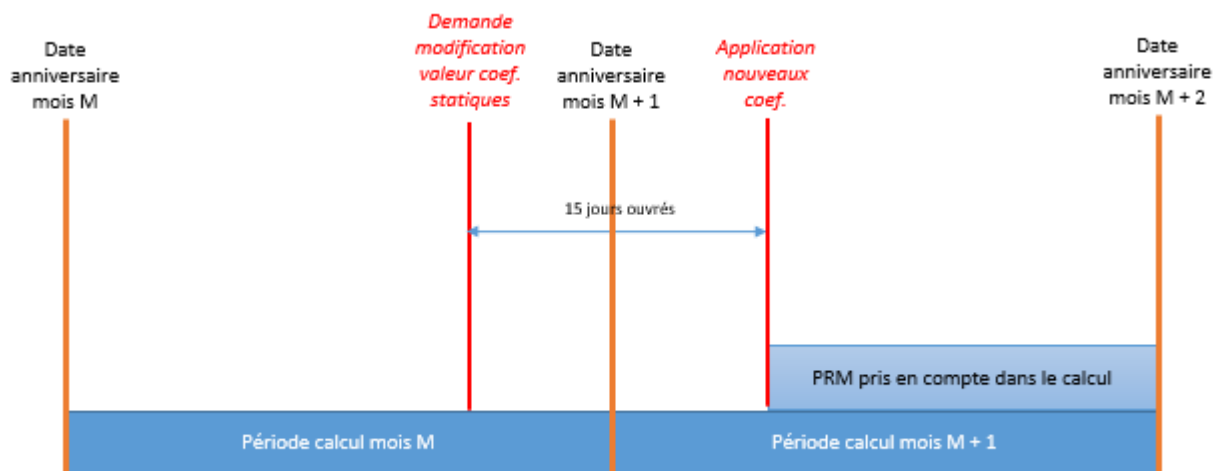 Date
anniversaire
mois M
Demande
modification
valeur coef.
statiques
Date
anniversaire
mois M + 1
Application
nouveaux
coef.
Date
anniversaire
mois M + 2
15 jours ouvrés
PRM pris en compte dans le calcul
Période calcul mois M
Période calcul mois M + 1